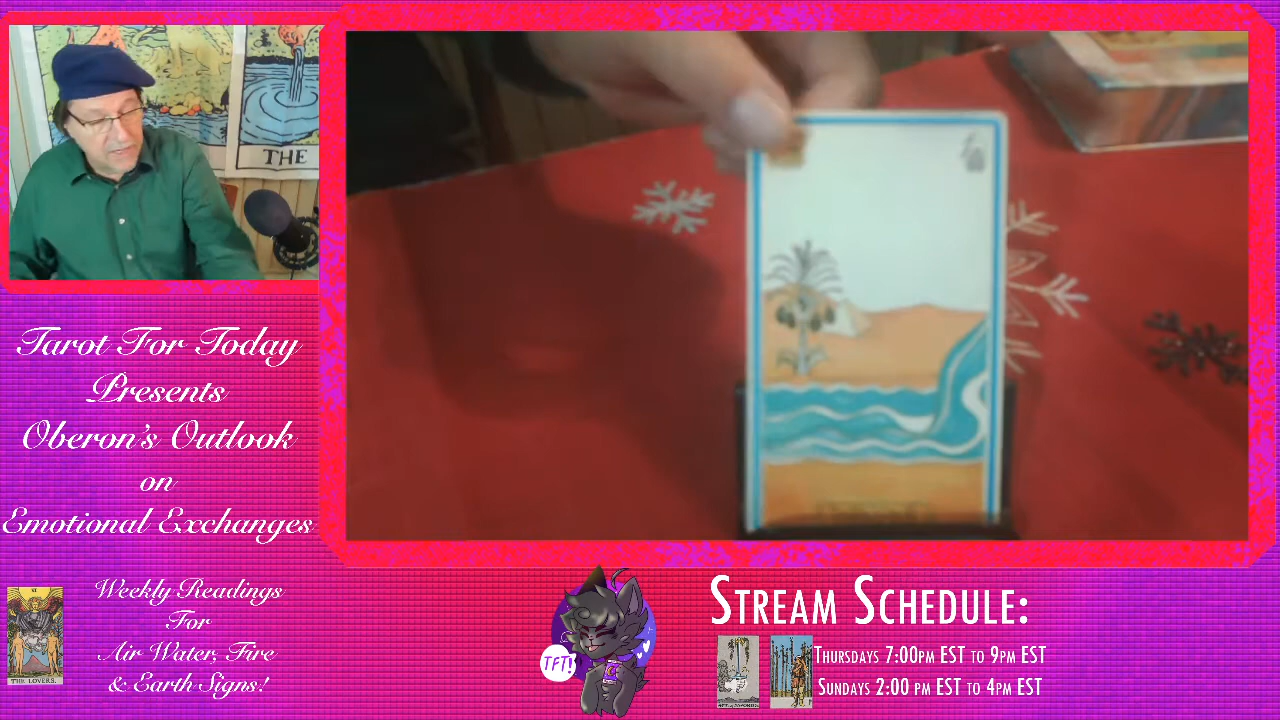 THE
Tarot For Today
Presents
Oberon's Outlook
on
Emotional Exchanges
Weekly Readings
For
Air Water, Fire
& Earth Signs!
THE LOVERS.
TFT!
STREAM SCHEDULE:
THURSDAYS 7:00PM EST TO 9PM EST
SUNDAYS 2:00 PM EST TO 4PM EST